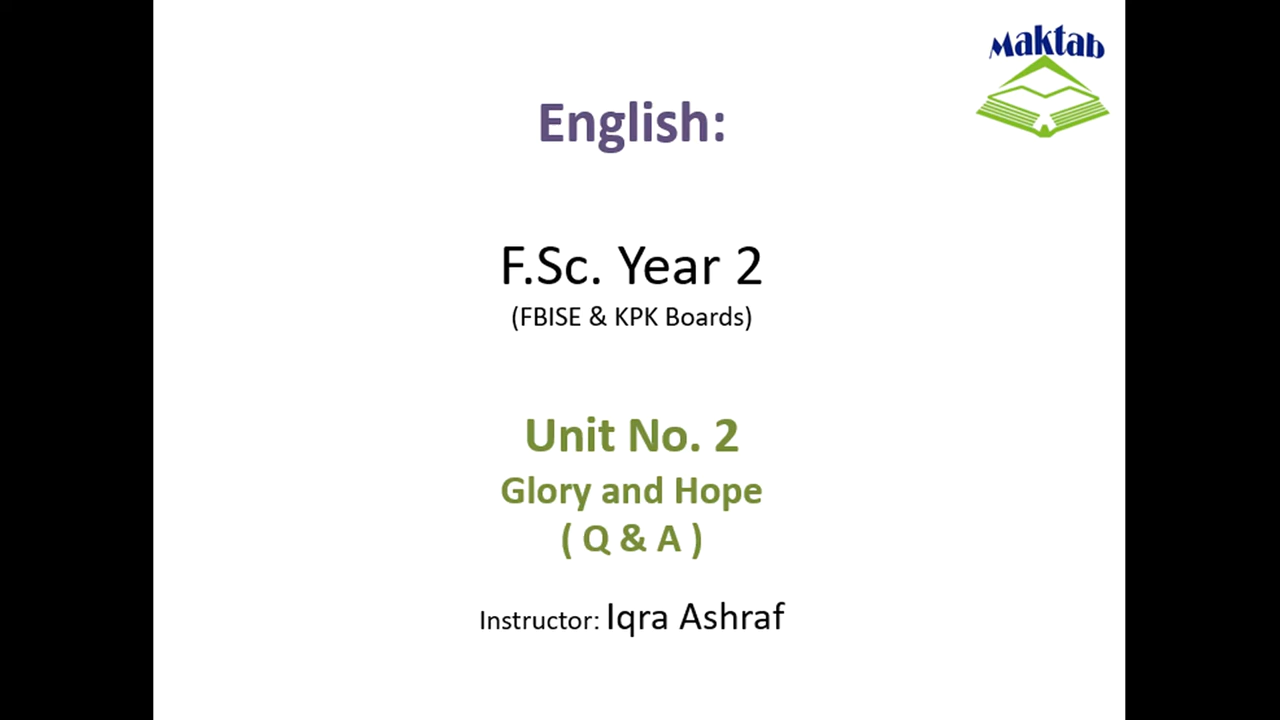 Maktab
English:
F.Sc. Year 2
(FBISE & KPK Boards)
Unit No. 2
Glory and Hope
( Q & A )
Instructor: Iqra Ashraf